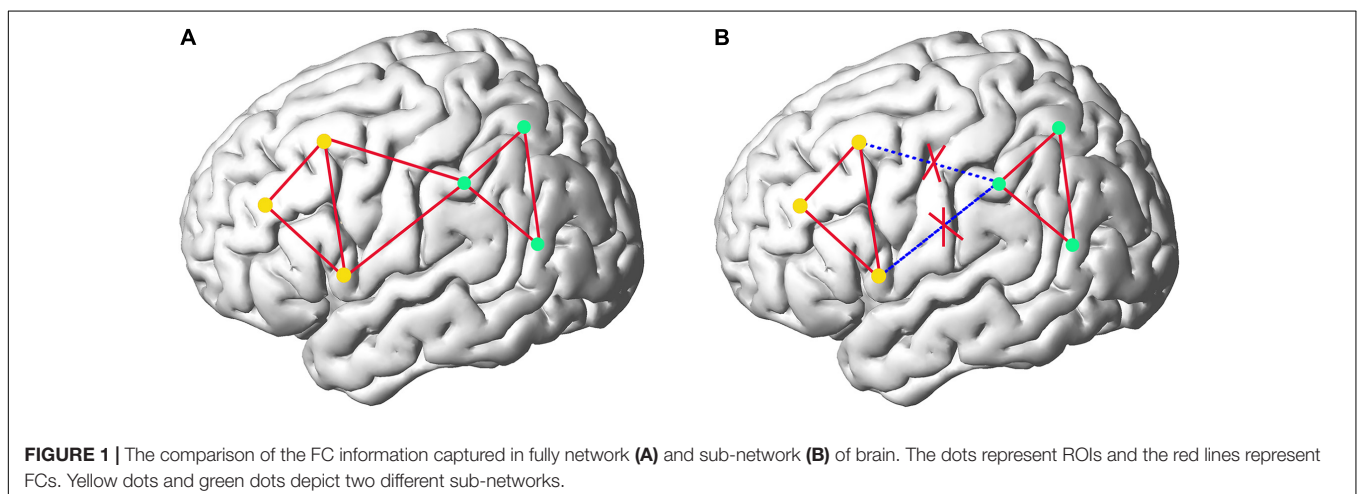 A
B
FIGURE 1 | The comparison of the FC information captured in fully network (A) and sub-network (B) of brain. The dots represent ROIs and the red lines represent
FCs. Yellow dots and green dots depict two different sub-networks.